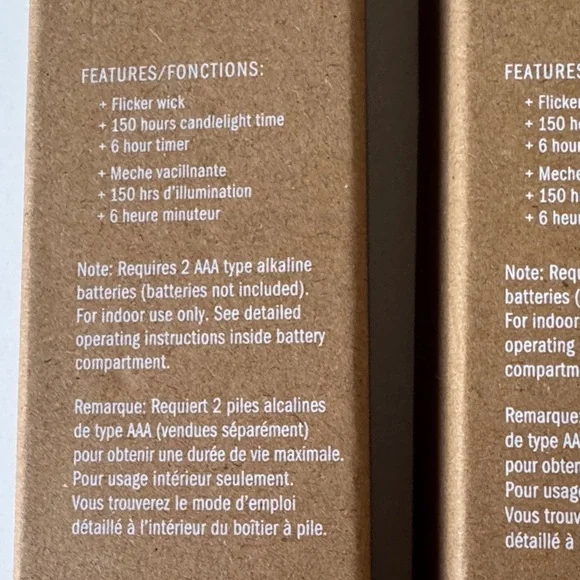 FEATURES/FONCTIONS:
+ Flicker wick
+ 150 hours candlelight time
+ 6 hour timer
+ Meche vacillnante
+ 150 hrs d'illumination
+ 6 heure minuteur
Note: Requires 2 AAA type alkaline
batteries (batteries not included).
For indoor use only. See detailed
operating instructions inside battery
compartment.
Remarque: Requiert 2 piles alcalines
de type AAA (vendues séparément)
pour obtenir une durée de vie maximale.
Pour usage intérieur seulement.
Vous trouverez le mode d'emploi
détaillé à l'intérieur du boîtier à pile.
FEATURES
+ Flicker
+ 150 h
+ 6 hou
+ Meche
+ 150 h
+ 6 heu
Note: Requ
batteries (
For indoor
operating
compartm
Remarque:
de type AA
pour obten
Pour usag
Vous trouv
détaillé à